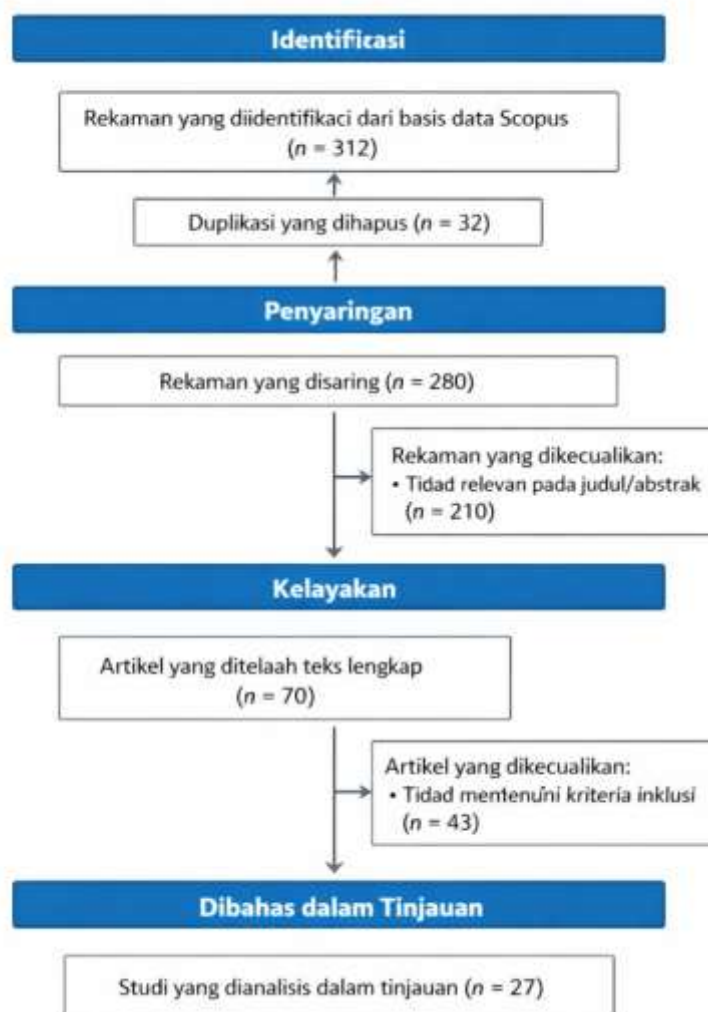 Identificasi
Rekaman yang diidentifikaci dari basis data Scopus
(n = 312)
Duplikasi yang dihapus (n = 32)
Penyaringan
Rekaman yang disaring (n = 280)
Rekaman yang dikecualikan:
• Tidad relevan pada judul/abstrak
(n = 210)
Kelayakan
Artikel yang ditelaah teks lengkap
(n = 70)
Artikel yang dikecualikan:
• Tidad mentenuíni kriteria inklusi
(n = 43)
Dibahas dalam Tinjauan
Studi yang dianalisis dalam tinjauan (n = 27)